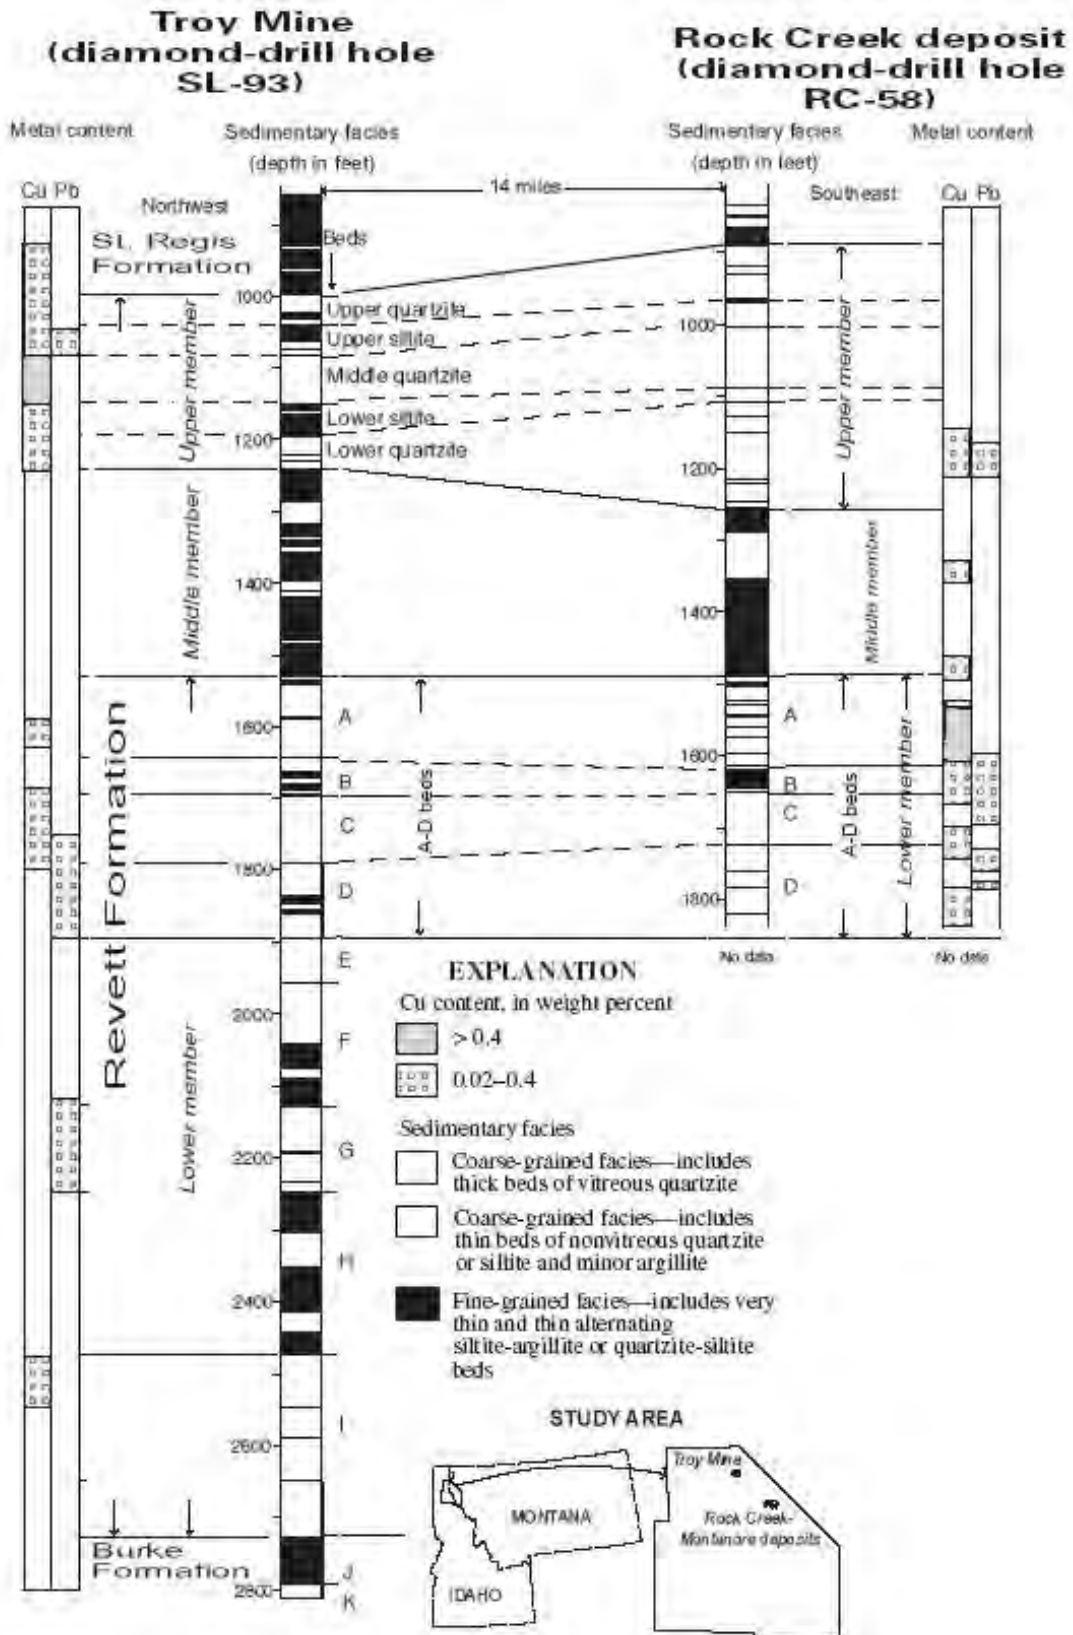 Troy Mine
(diamond-drill hole
SL-93)
Rock Creek deposit
(diamond-drill hole
RC-58)
Metal content
Sedimentary facies
(depth in feet)
Sedimentary facies
(depth in feet)
Metal content
Cu Pb
Northwest
14 miles
Southeast
Cu Pb
St. Regis
Formation
Beds
1000
Upper quartzite
Upper siltite
Middle quartzite
Lower siltite
Lower quartzite
1200
1400
1600
1800
2000
2200
2400
2600
2800
Upper member
Middle member
Revett Formation
Lower member
Burke
Formation
A
B
C
D
E
F
G
H
I
J
K
A-D beds
1000
1200
1400
1600
1800
A
B
C
D
A-D beds
Upper member
Middle member
Lower member
No data
No data
EXPLANATION
Cu content, in weight percent
> 0.4
0.02–0.4
Sedimentary facies
Coarse-grained facies—includes
thick beds of vitreous quartzite
Coarse-grained facies—includes
thin beds of nonvitreous quartzite
or siltite and minor argillite
Fine-grained facies—includes very
thin and thin alternating
siltite-argillite or quartzite-siltite
beds
STUDY AREA
MONTANA
IDAHO
Troy Mine
Rock Creek-
Montanore deposits